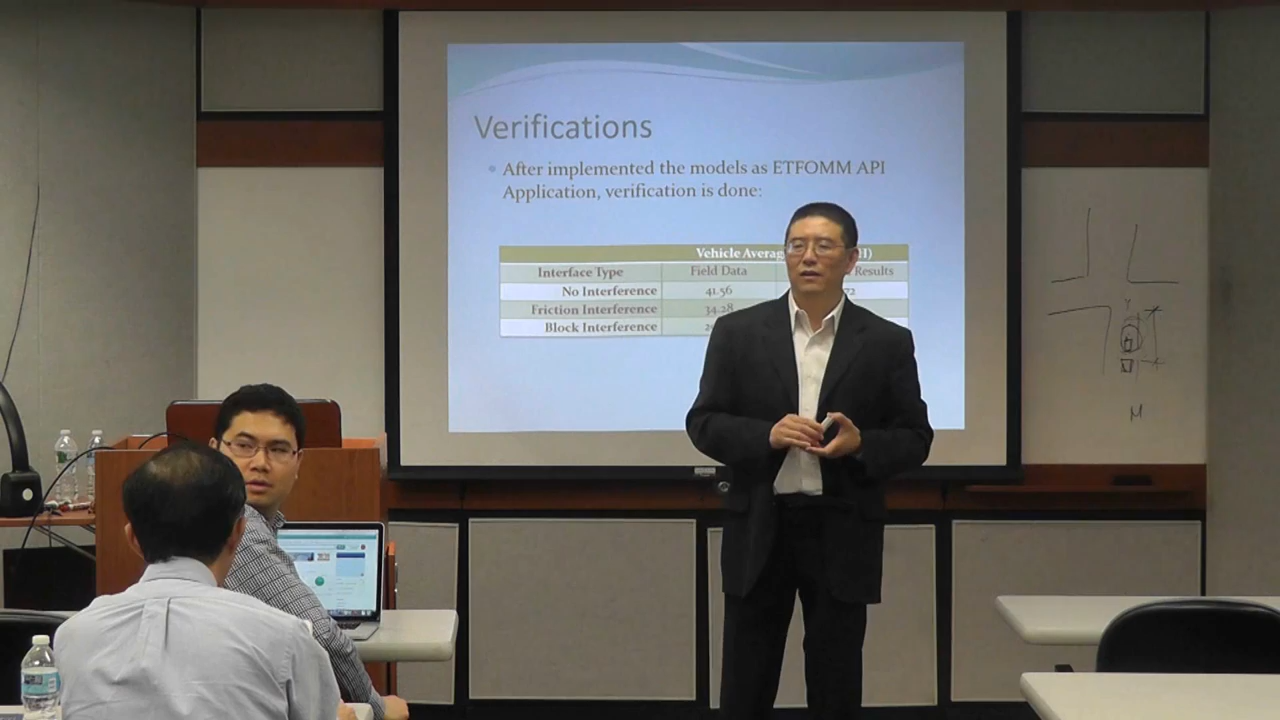 Verifications
After implemented the models as ETFOMM API
Application, verification is done:
Vehicle
Interface Type Field Data Results
No Interference 41.56 72
Friction Interference 34.28
Block Interference
M